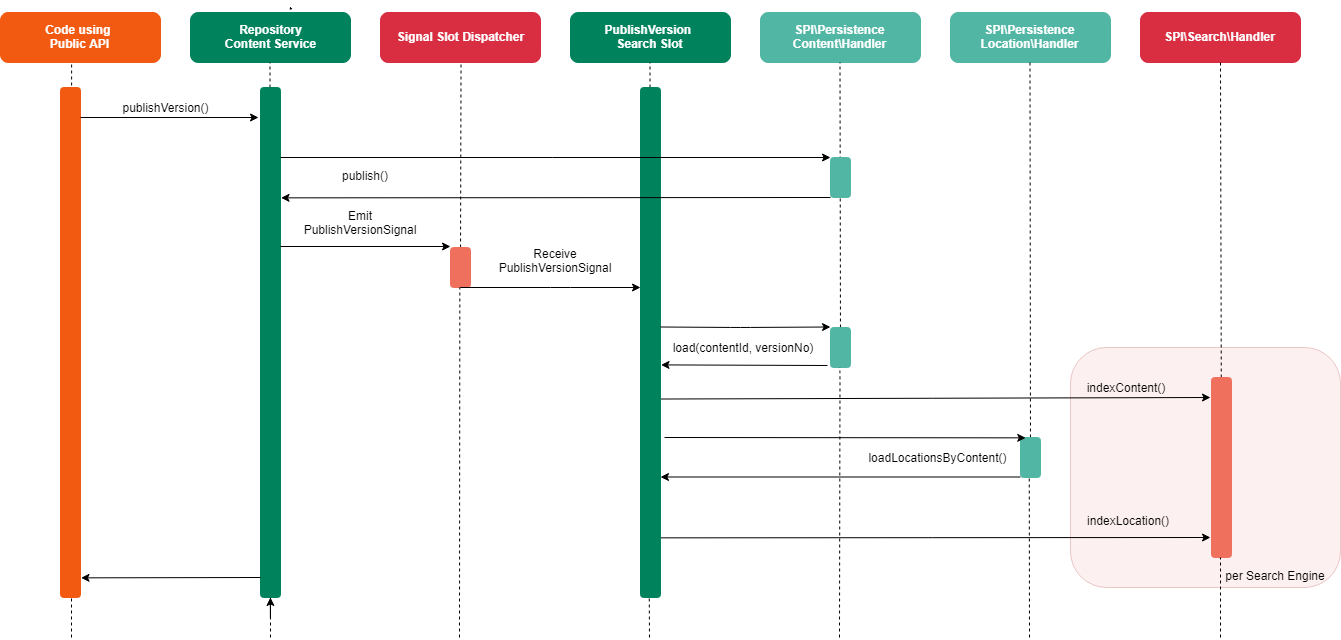 Code using
Public API
Repository
Content Service
Signal Slot Dispatcher
PublishVersion
Search Slot
SPI\Persistence
Content\Handler
SPI\Persistence
Location\Handler
SPI\Search\Handler
publishVersion()
publish()
Emit
PublishVersionSignal
Receive
PublishVersionSignal
load(contentId, versionNo)
indexContent()
loadLocationsByContent()
indexLocation()
per Search Engine